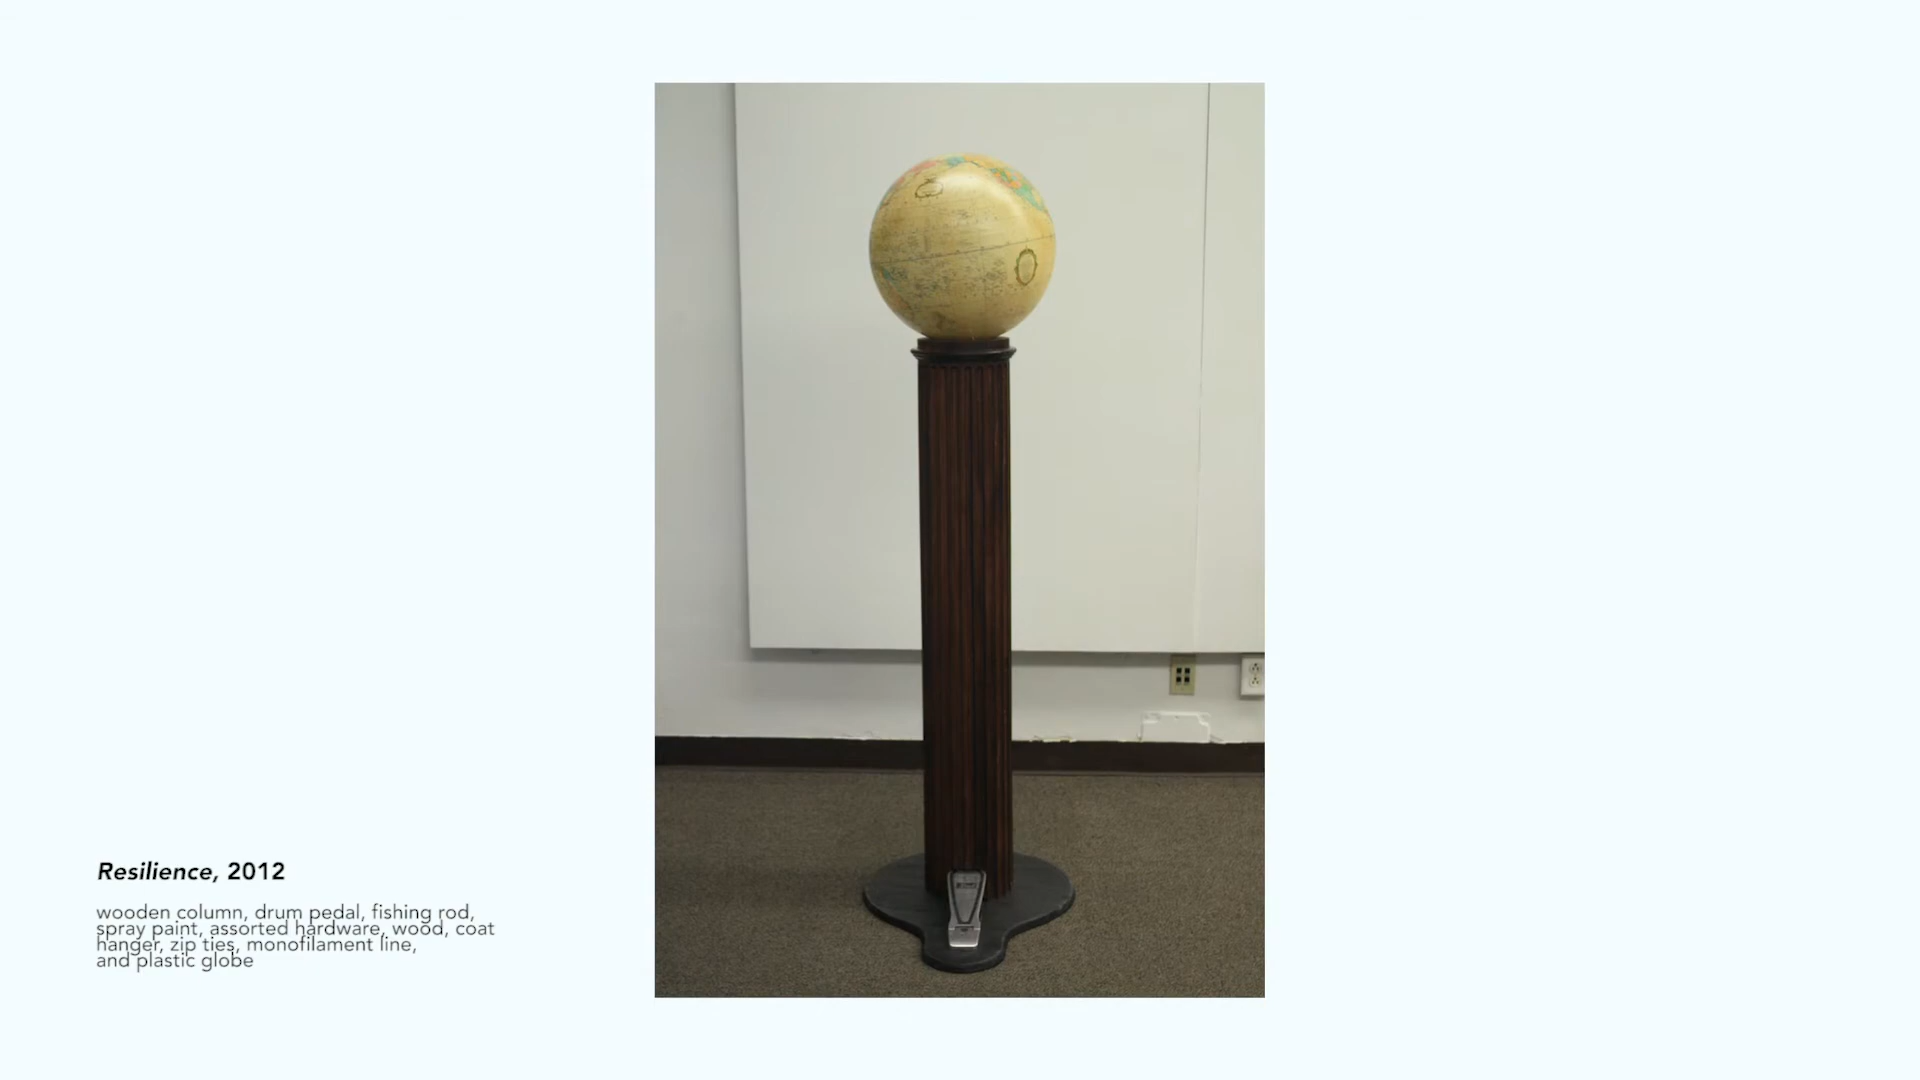 Resilience, 2012
wooden column, drum pedal, fishing rod,
spray paint, assorted hardware, wood, coat
hanger, zip ties, monofilament line,
and plastic globe